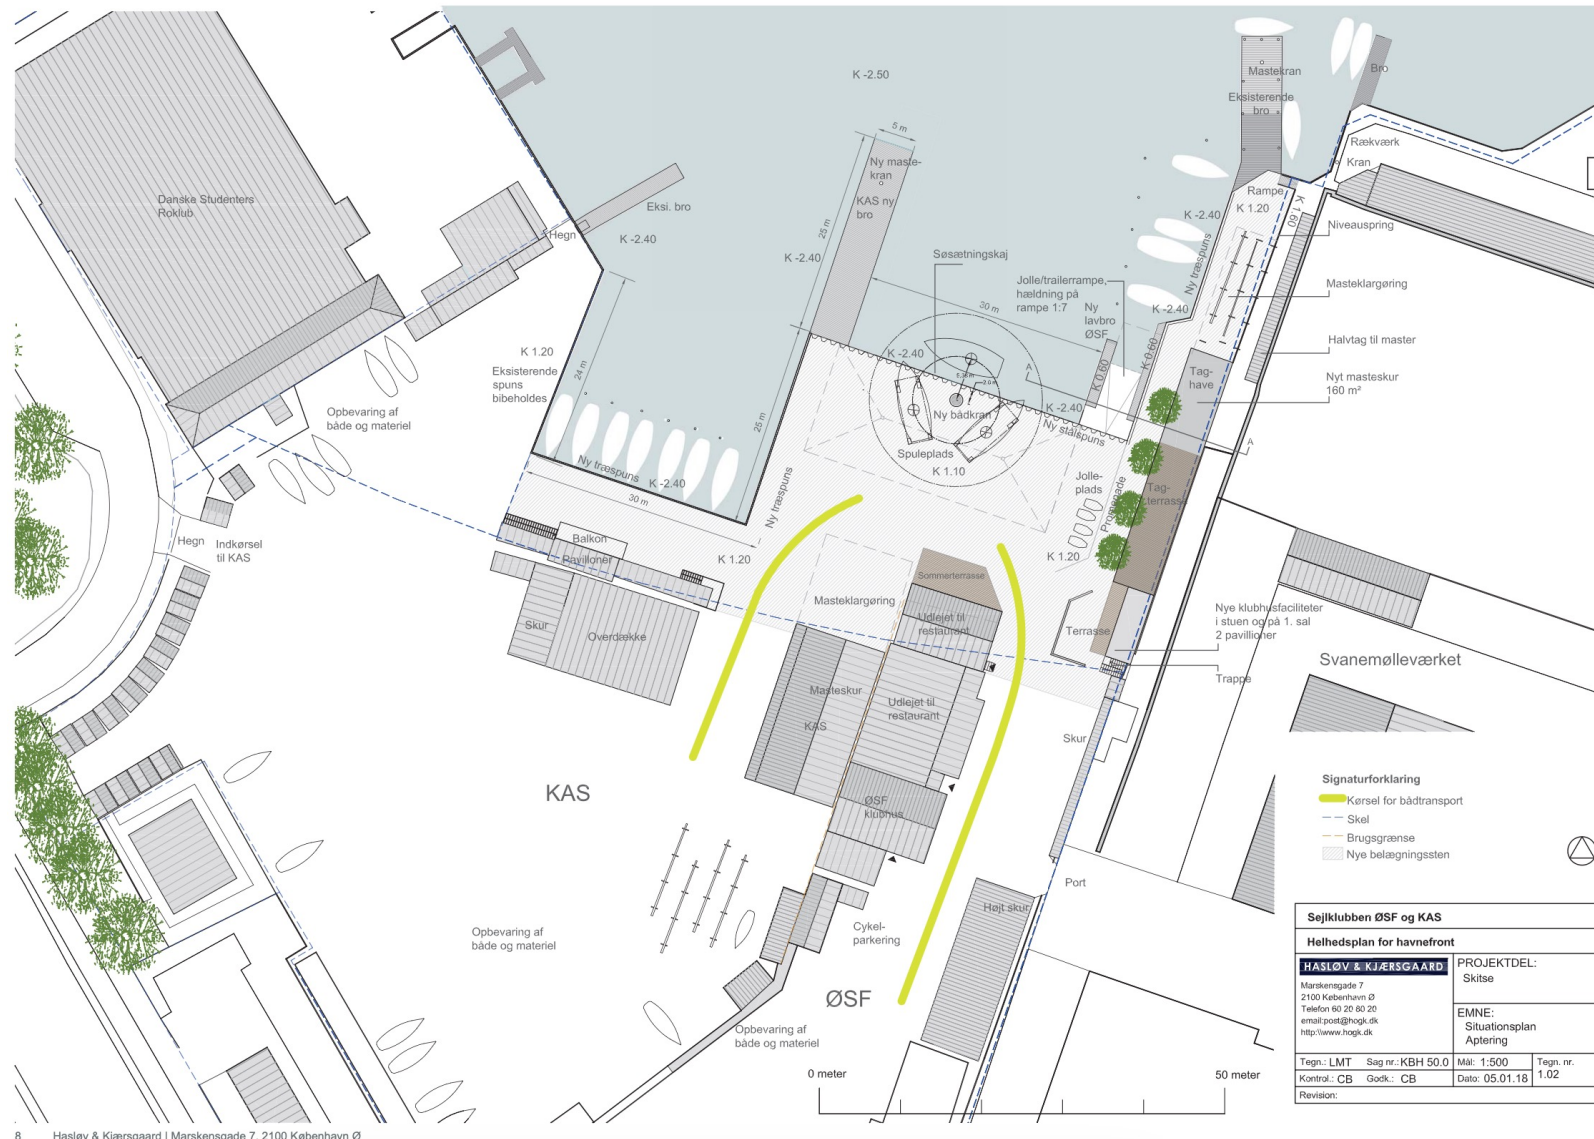 K -2.50
Mastekran
Bro
Eksisterende
bro
5 m
Ny maste-
kran
KAS ny
bro
25 m
Rækværk
Kran
Rampe
K 1.20
K 1.60
Danske Studenters
Roklub
Eksi. bro
Hegn
K -2.40
K -2.40
K -2.40
Ny træspuns
Niveauspring
Søsætningskaj
Jolle/trailerrampe,
hældning på
rampe 1:7
Ny
lavbro
ØSF
30 m
K -2.40
Masteklargøring
K 1.20
Eksisterende
spuns
bibeholdes
24 m
K -2.40
K 0.60
K 0.60
Halvtag til master
Tag-
have
Nyt masteskur
160 m²
A
Ny bådkran
K -2.40
Ny stålspuns
A
Opbevaring af
både og materiel
25 m
Spuleplads
K 1.10
Ny træspuns
K -2.40
30 m
Ny træspuns
Jolle-
plads
Promenade
Tag-
terrasse
Hegn
Indkørsel
til KAS
Balkon
Pavilloner
K 1.20
K 1.20
Sommerterrasse
Masteklargøring
Udlejet til
restaurant
Terrasse
Skur
Overdække
Nye klubhusfaciliteter
i stuen og på 1. sal
2 pavillioner
Trappe
Svanemølleværket
Masteskur
KAS
Udlejet til
restaurant
Skur
KAS
ØSF
klubhus
Signaturforklaring
Kørsel for bådtransport
Skel
Brugsgrænse
Nye belægningssten
Port
Højt skur
Cykel-
parkering
Opbevaring af
både og materiel
ØSF
Opbevaring af
både og materiel
0 meter
50 meter
Sejlklubben ØSF og KAS
Helhedsplan for havnefront
HASLØV & KJÆRSGAARD
Marskensgade 7
2100 København Ø
Telefon 60 20 80 20
email:post@hogk.dk
http:\\www.hogk.dk
PROJEKTDEL:
Skitse
EMNE:
Situationsplan
Aptering
Tegn.: LMT Sag nr.: KBH 50.0 Mål: 1:500 Tegn. nr.
Kontrol.: CB Godk.: CB Dato: 05.01.18 1.02
Revision:
8 Hasløv & Kjærsgaard | Marskensgade 7, 2100 København Ø